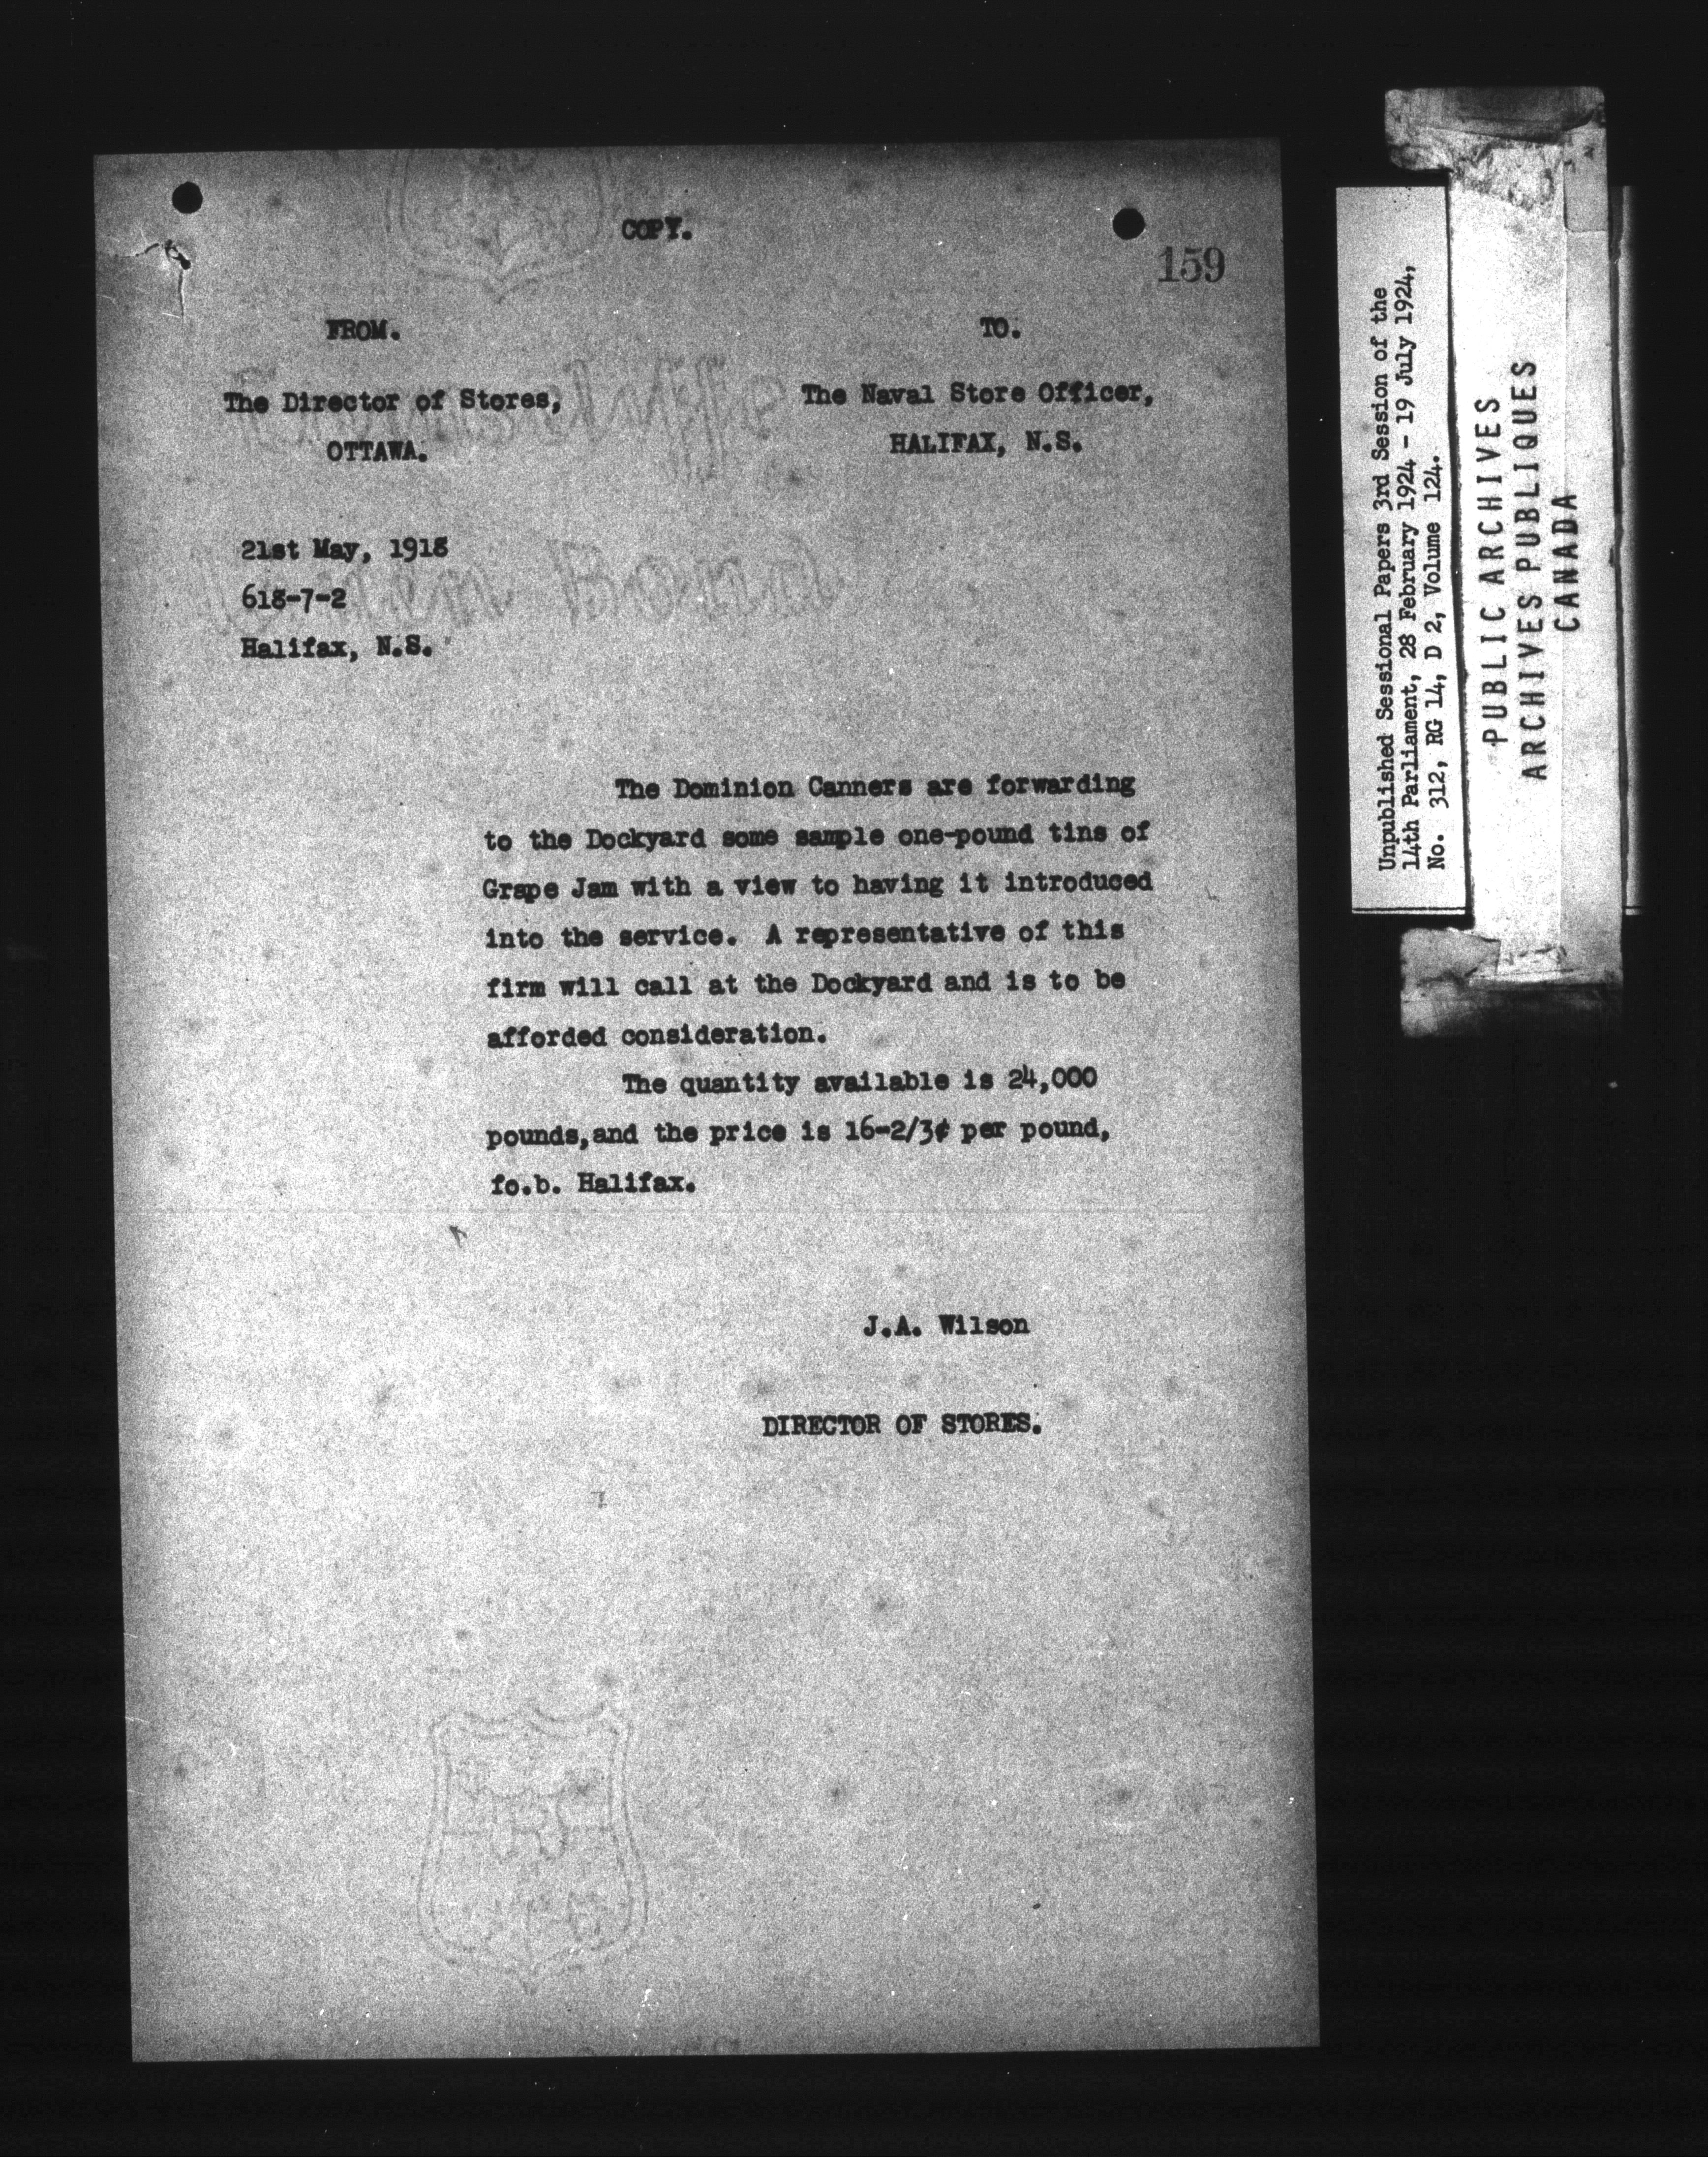 COPY.
159
FROM.
TO.
The Director of Stores,
The Naval Store Officer,
OTTAWA.
HALIFAX, N.S.
21st May, 1918
618-7-2
Halifax, N.S.
The Dominion Canners are forwarding
to the Dockyard some sample one-pound tins of
Grape Jam with a view to having it introduced
into the service. A representative of this
firm will call at the Dockyard and is to be
afforded consideration.
The quantity available is 24,000
pounds,and the price is 16-2/3¢ per pound,
fo.b. Halifax.
J.A. Wilson
DIRECTOR OF STORES.
Unpublished Sessional Papers 3rd Session of the
14th Parliament, 28 February 1924 - 19 July 1924,
No. 312, RG 14, D 2, Volume 124.
PUBLIC ARCHIVES
ARCHIVES PUBLIQUES
CANADA